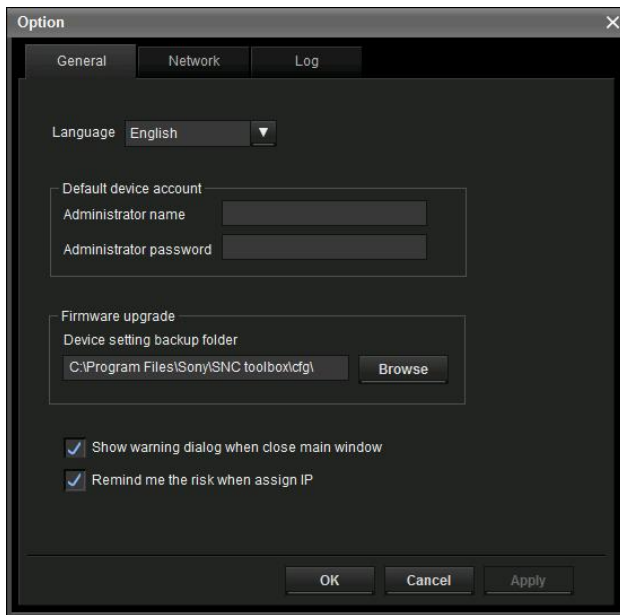 Option
General Network Log
Language English
Default device account
Administrator name
Administrator password
Firmware upgrade
Device setting backup folder
C:\Program Files\Sony\SNC toolbox\cfg\ Browse
Show warning dialog when close main window
Remind me the risk when assign IP
OK Cancel Apply